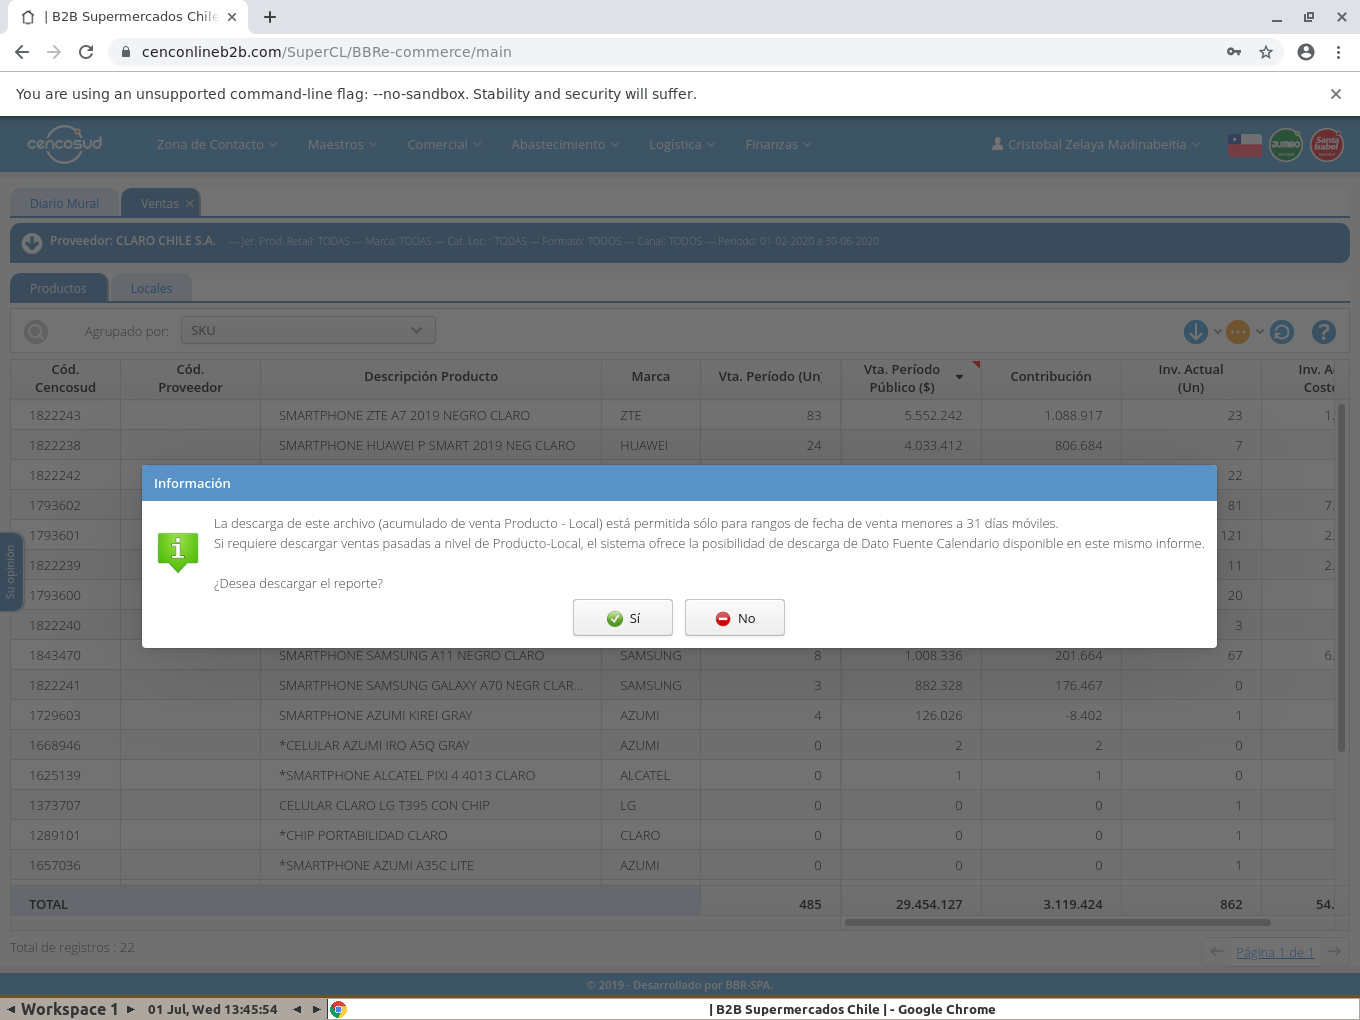 | B2B Supermercados Chile
cenconlineb2b.com/SuperCL/BBRe-commerce/main
You are using an unsupported command-line flag: --no-sandbox. Stability and security will suffer.
cencosud Zona de Contacto Maestros Comercial Abastecimiento Logística Finanzas Cristobal Zelaya Madinabeitia JUMBO Santa Isabel
Diario Mural Ventas
Proveedor: CLARO CHILE S.A. — Jer. Prod. Retail: TODAS — Marca: TODAS — Cat. Loc. : TODAS — Formato: TODOS — Canal: TODOS — Período: 01-02-2020 a 30-06-2020
Productos Locales
Agrupado por: SKU
Cód. Cencosud Cód. Proveedor Descripción Producto Marca Vta. Período (Un) Vta. Período Público ($) Contribución Inv. Actual (Un) Inv. A Cost
1822243 SMARTPHONE ZTE A7 2019 NEGRO CLARO ZTE 83 5.552.242 1.088.917 23 1.
1822238 SMARTPHONE HUAWEI P SMART 2019 NEG CLARO HUAWEI 24 4.033.412 806.684 7
1822242 22
1793602 81 7.
1793601 121 2.
1822239 11 2.
1793600 20
1822240 3
Su opinión
Información
La descarga de este archivo (acumulado de venta Producto - Local) está permitida sólo para rangos de fecha de venta menores a 31 días móviles.
Si requiere descargar ventas pasadas a nivel de Producto-Local, el sistema ofrece la posibilidad de descarga de Dato Fuente Calendario disponible en este mismo informe.
¿Desea descargar el reporte?
Sí No
1843470 SMARTPHONE SAMSUNG A11 NEGRO CLARO SAMSUNG 8 1.008.336 201.664 67 6.
1822241 SMARTPHONE SAMSUNG GALAXY A70 NEGR CLAR... SAMSUNG 3 882.328 176.467 0
1729603 SMARTPHONE AZUMI KIREI GRAY AZUMI 4 126.026 -8.402 1
1668946 *CELULAR AZUMI IRO A5Q GRAY AZUMI 0 2 2 0
1625139 *SMARTPHONE ALCATEL PIXI 4 4013 CLARO ALCATEL 0 1 1 0
1373707 CELULAR CLARO LG T395 CON CHIP LG 0 0 0 1
1289101 *CHIP PORTABILIDAD CLARO CLARO 0 0 0 1
1657036 *SMARTPHONE AZUMI A35C LITE AZUMI 0 0 0 1
TOTAL 485 29.454.127 3.119.424 862 54.
Total de registros : 22 Página 1 de 1
© 2019 - Desarrollado por BBR-SPA.
Workspace 1 01 Jul, Wed 13:45:54 | B2B Supermercados Chile | - Google Chrome